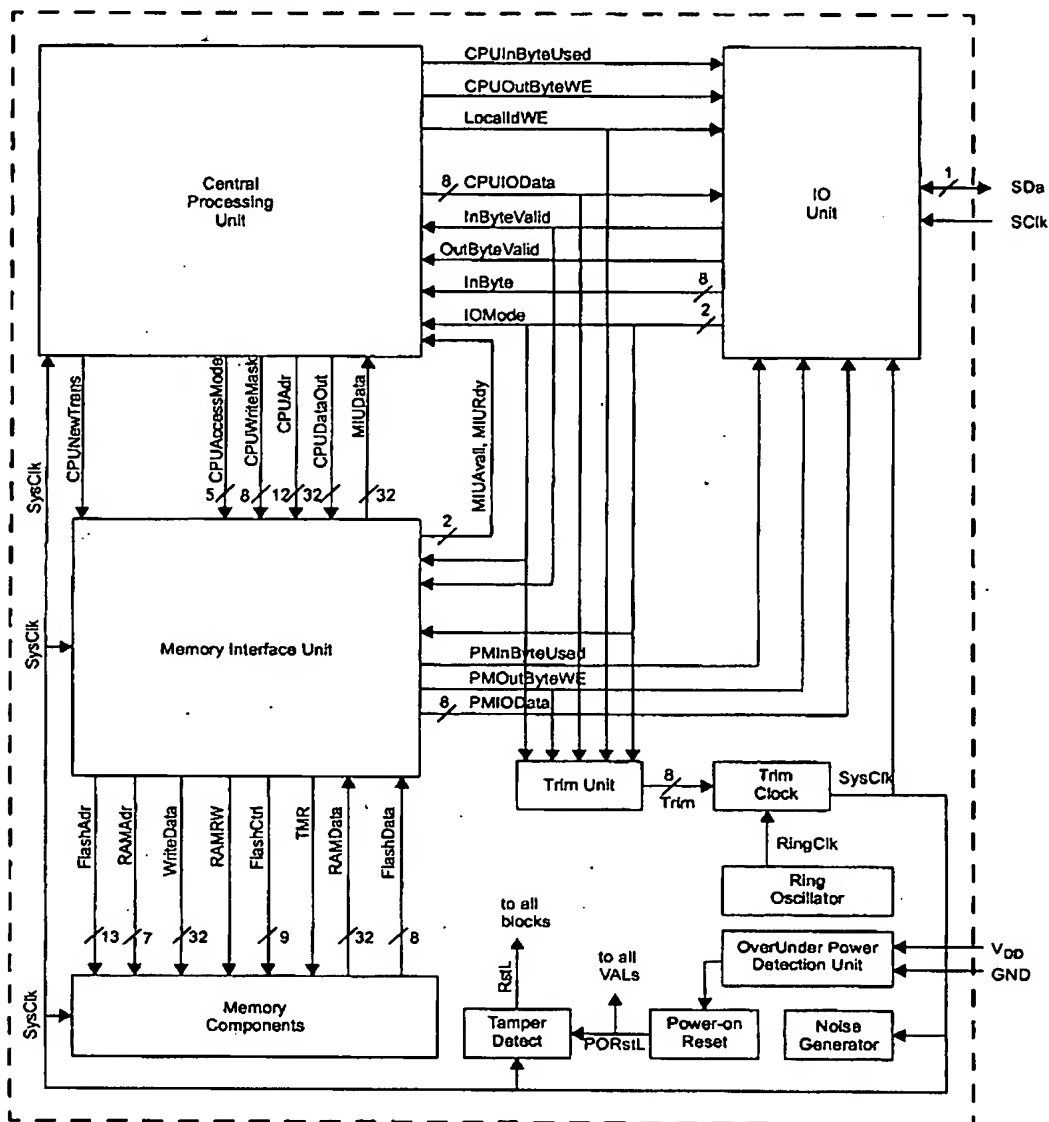 CPUInByteUsed
CPUOutByteWE
LocalIdWE
Central
Processing
Unit
8
CPUIOData
IO
Unit
1
SDa
SClk
InByteValid
OutByteValid
InByte
8
IOMode
2
SysClk
CPUNewTrans
CPUAccessMode
CPUWriteMask
CPUAdr
CPUDataOut
MIUData
MIUAvail, MIURdy
5
8
12
32
32
2
SysClk
Memory Interface Unit
PMInByteUsed
PMOutByteWE
8
PMIOData
Trim Unit
8
Trim
Trim
Clock
SysClk
RingClk
Ring
Oscillator
FlashAdr
RAMAdr
WriteData
RAMRW
FlashCtrl
TMR
RAMData
FlashData
13
7
32
9
32
8
to all
blocks
to all
VALs
OverUnder Power
Detection Unit
VDD
GND
RstL
SysClk
Memory
Components
Tamper
Detect
PORstL
Power-on
Reset
Noise
Generator